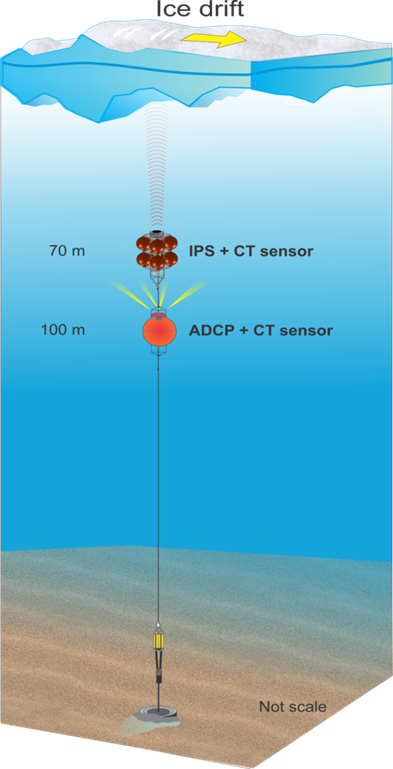 Ice drift
70 m IPS + CT sensor
100 m ADCP + CT sensor
Not scale